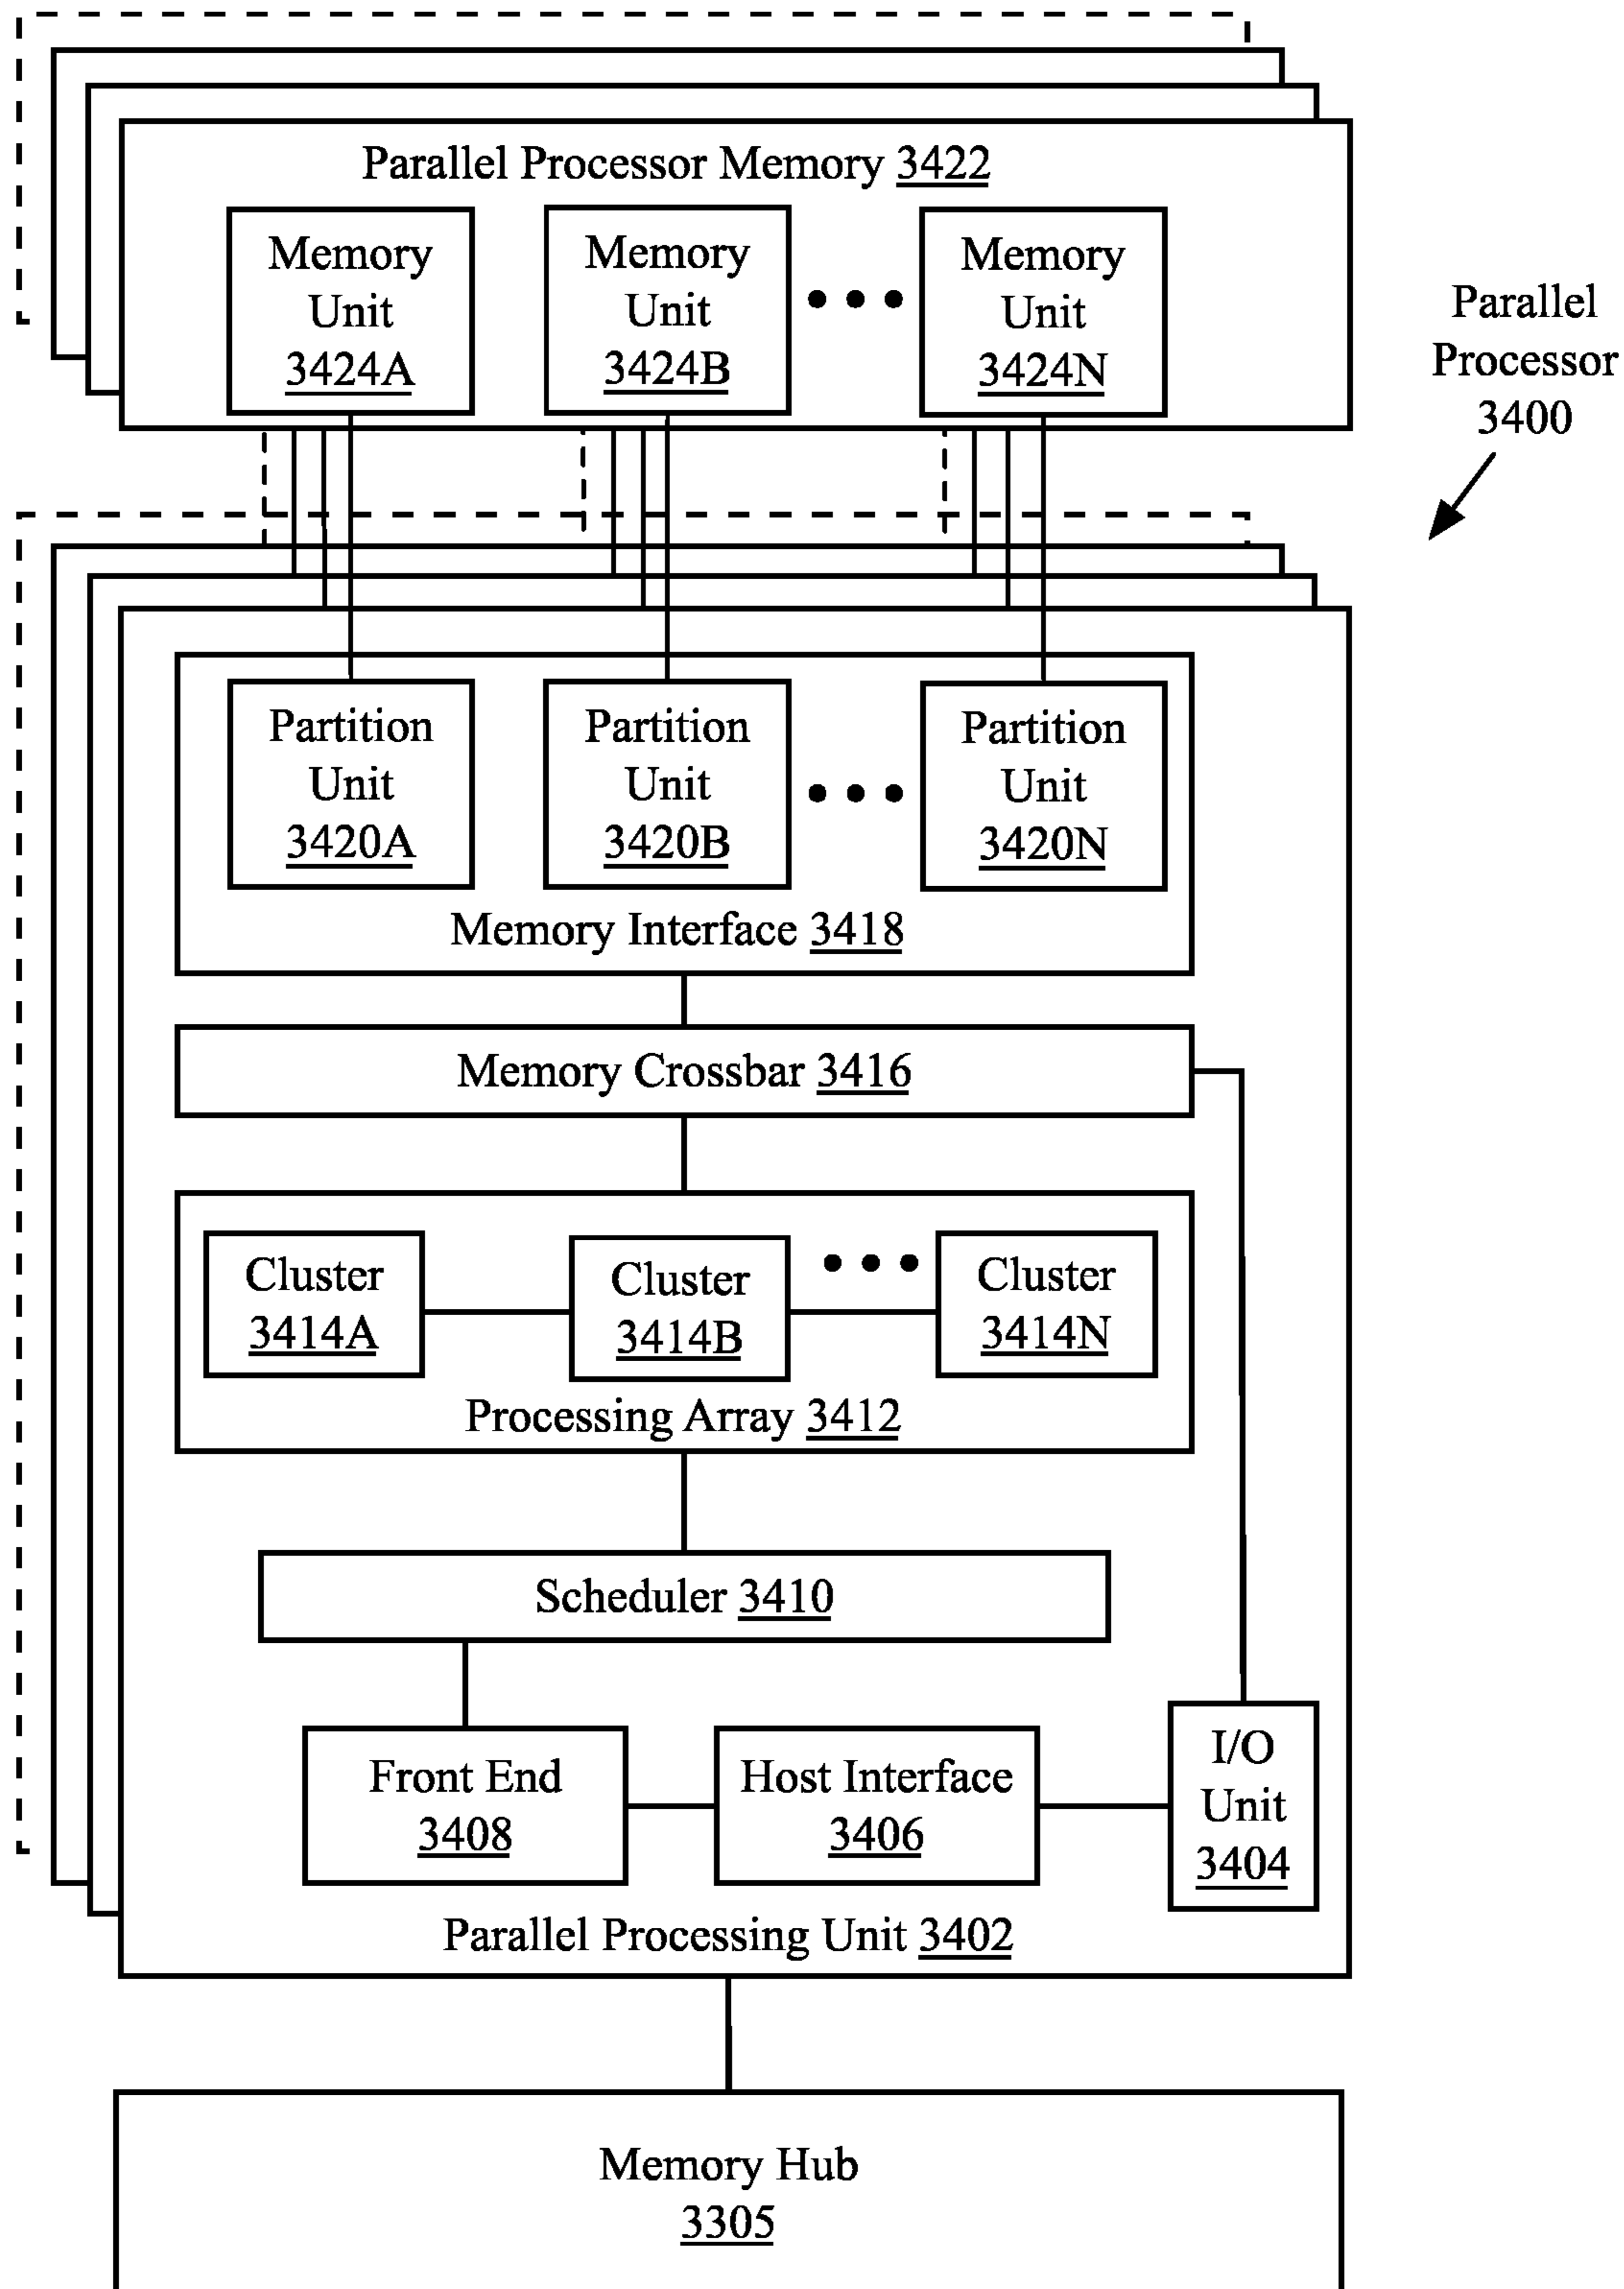 Parallel Processor Memory 3422
Memory
Unit
3424A
Memory
Unit
3424B
Memory
Unit
3424N
Parallel
Processor
3400
Partition
Unit
3420A
Partition
Unit
3420B
Partition
Unit
3420N
Memory Interface 3418
Memory Crossbar 3416
Cluster
3414A
Cluster
3414B
Cluster
3414N
Processing Array 3412
Scheduler 3410
Front End
3408
Host Interface
3406
I/O
Unit
3404
Parallel Processing Unit 3402
Memory Hub
3305